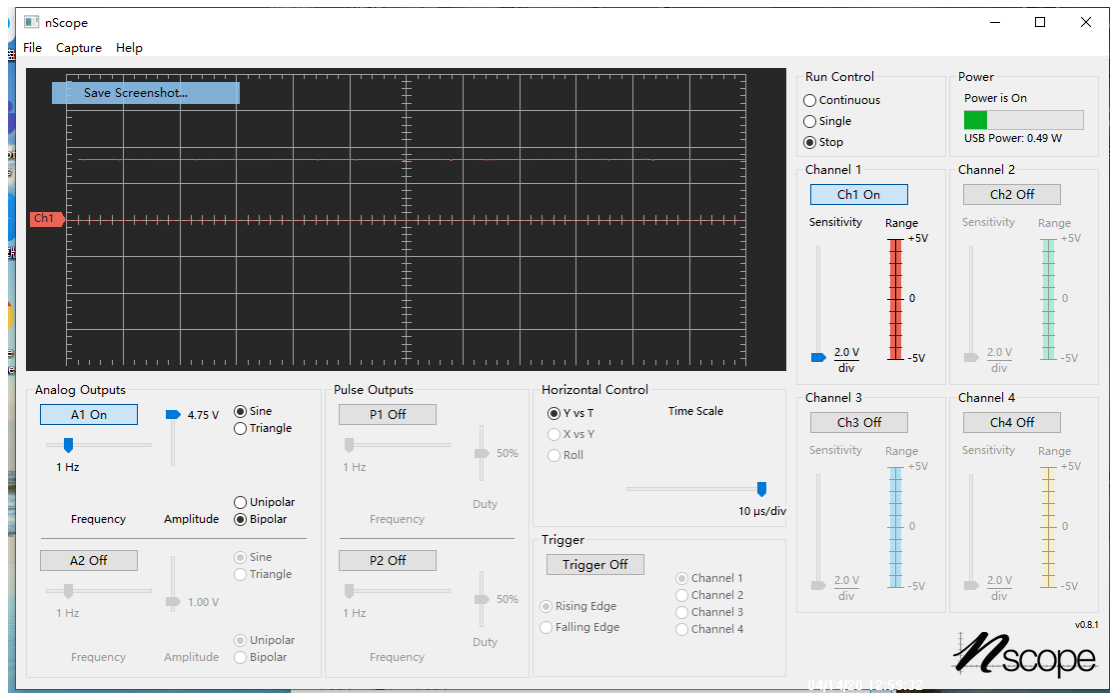 nScope
File Capture Help
Save Screenshot...
Ch1
Run Control
Continuous
Single
Stop
Power
Power is On
USB Power: 0.49 W
Channel 1
Ch1 On
Sensitivity
Range
+5V
0
-5V
2.0 V
div
Channel 2
Ch2 Off
Sensitivity
Range
+5V
0
-5V
2.0 V
div
Analog Outputs
A1 On
4.75 V
Sine
Triangle
1 Hz
Unipolar
Bipolar
Frequency
Amplitude
A2 Off
Sine
Triangle
1.00 V
1 Hz
Unipolar
Bipolar
Frequency
Amplitude
Pulse Outputs
P1 Off
50%
1 Hz
Duty
Frequency
P2 Off
50%
1 Hz
Duty
Frequency
Horizontal Control
Y vs T
X vs Y
Roll
Time Scale
10 μs/div
Trigger
Trigger Off
Rising Edge
Falling Edge
Channel 1
Channel 2
Channel 3
Channel 4
Channel 3
Ch3 Off
Sensitivity
Range
+5V
0
-5V
2.0 V
div
Channel 4
Ch4 Off
Sensitivity
Range
+5V
0
-5V
2.0 V
div
v0.8.1
nscope
04/14/20 12:59:32